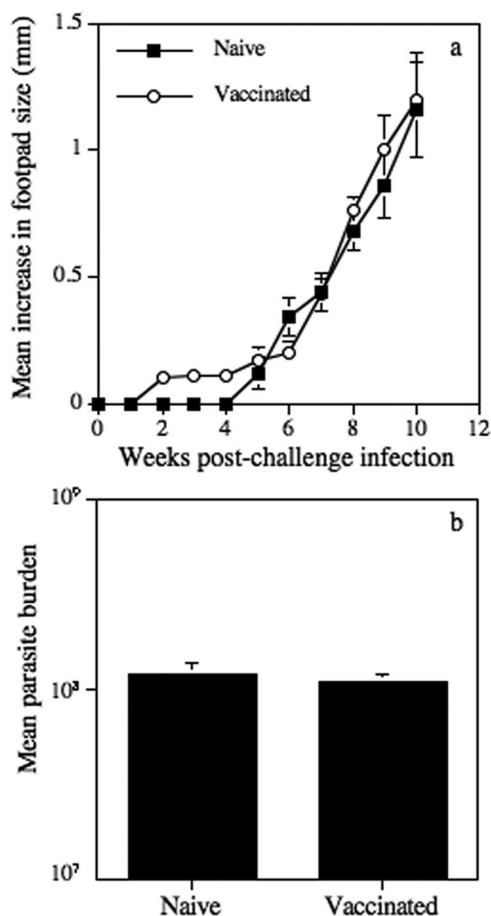 1.5
a
Naive
Vaccinated
1
0.5
0
Mean increase in footpad size (mm)
0 2 4 6 8 10 12
Weeks post-challenge infection
10⁹
b
10⁸
10⁷
Mean parasite burden
Naive Vaccinated